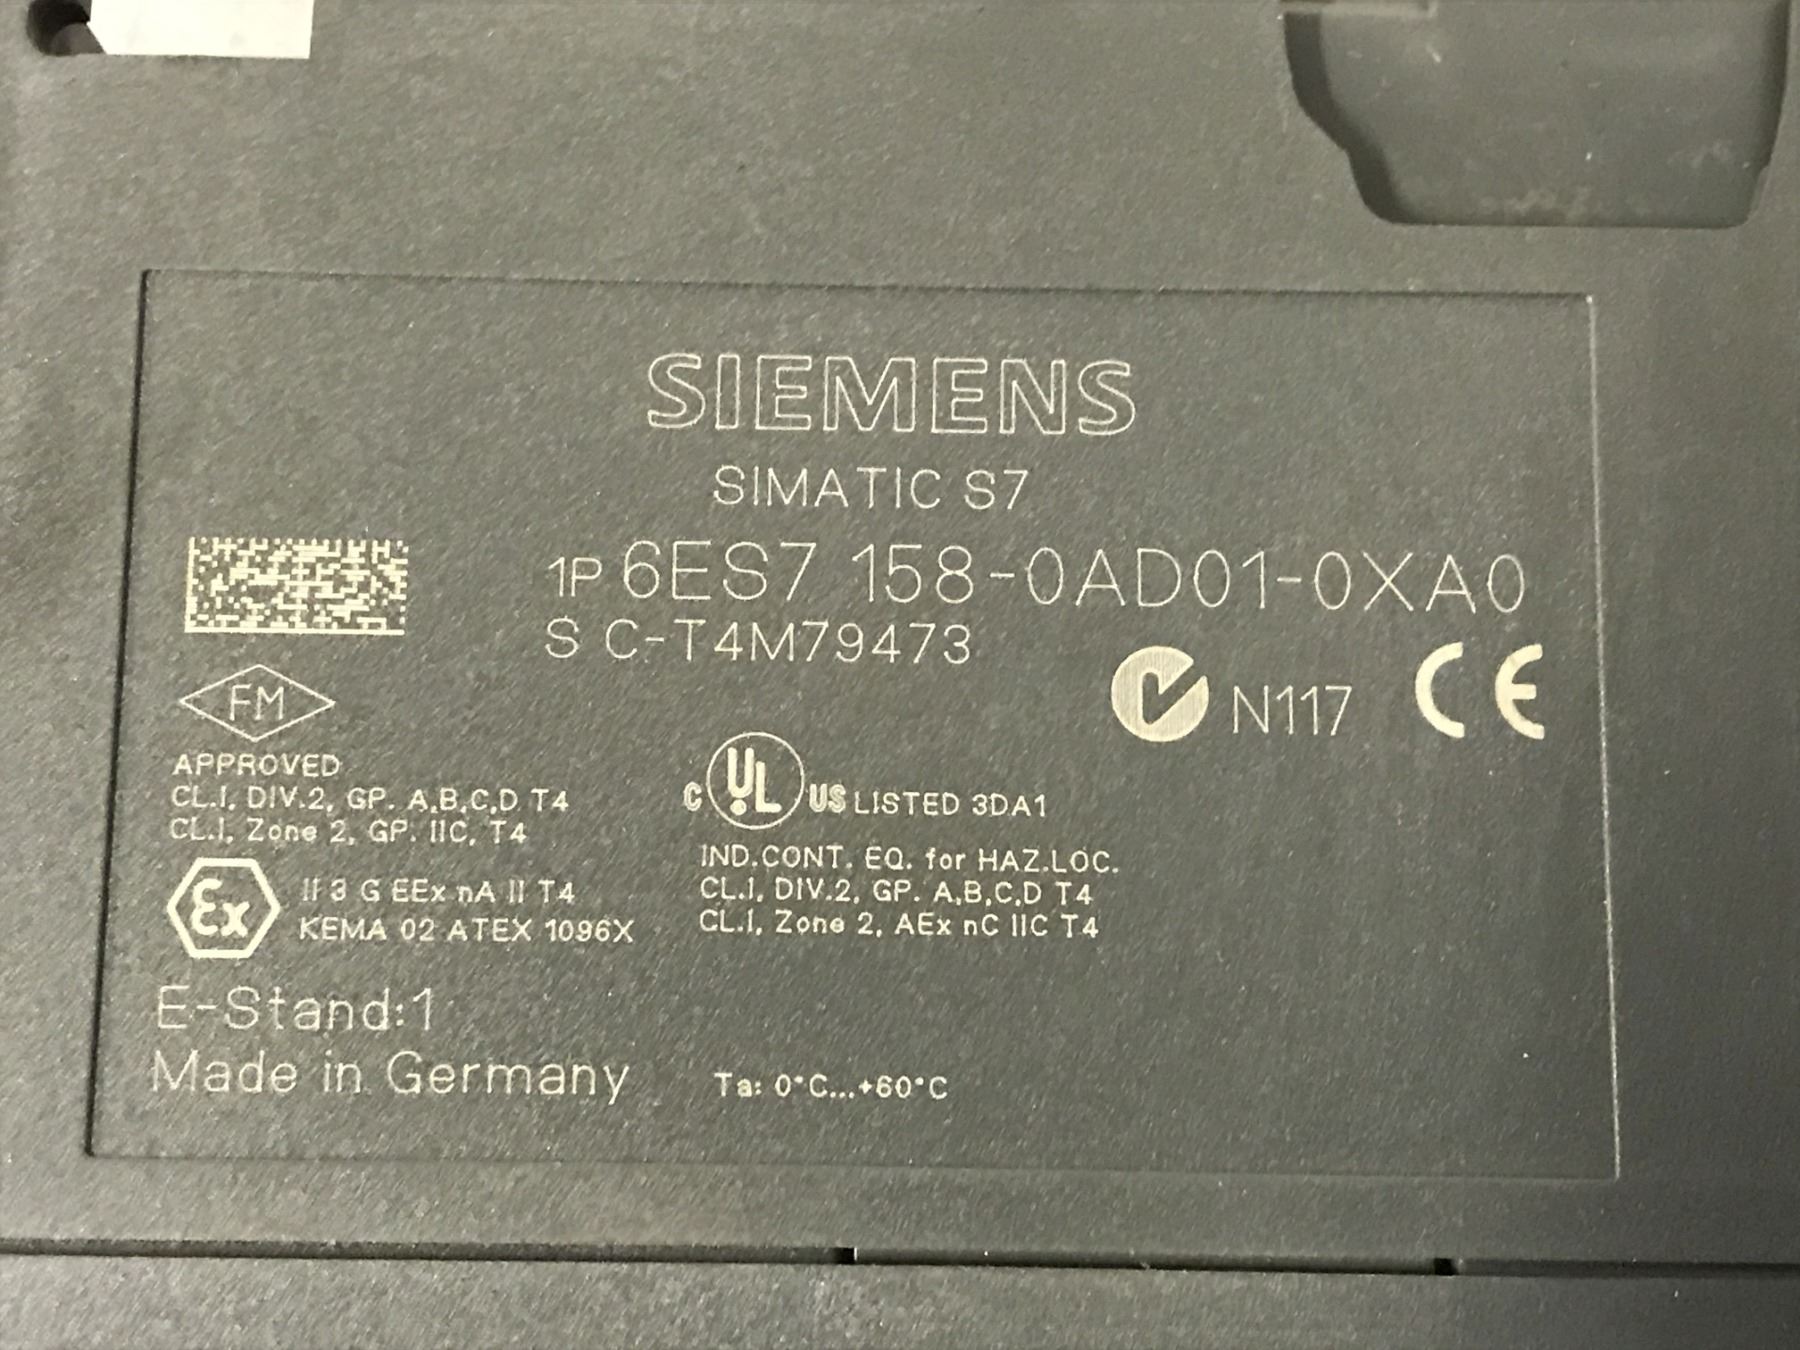 SIEMENS
SIMATIC S7
1P 6ES7 158-0AD01-0XA0
S C-T4M79473
N117 CE
FM
APPROVED
CL.I, DIV.2, GP. A,B,C,D T4
CL.I, Zone 2, GP. IIC, T4
C UL US LISTED 3DA1
IND.CONT. EQ. for HAZ.LOC.
CL.I, DIV.2, GP. A,B,C,D T4
CL.I, Zone 2, AEx nC IIC T4
Ex II 3 G EEx nA II T4
KEMA 02 ATEX 1096X
E-Stand:1
Made in Germany
Ta: 0°C...+60°C